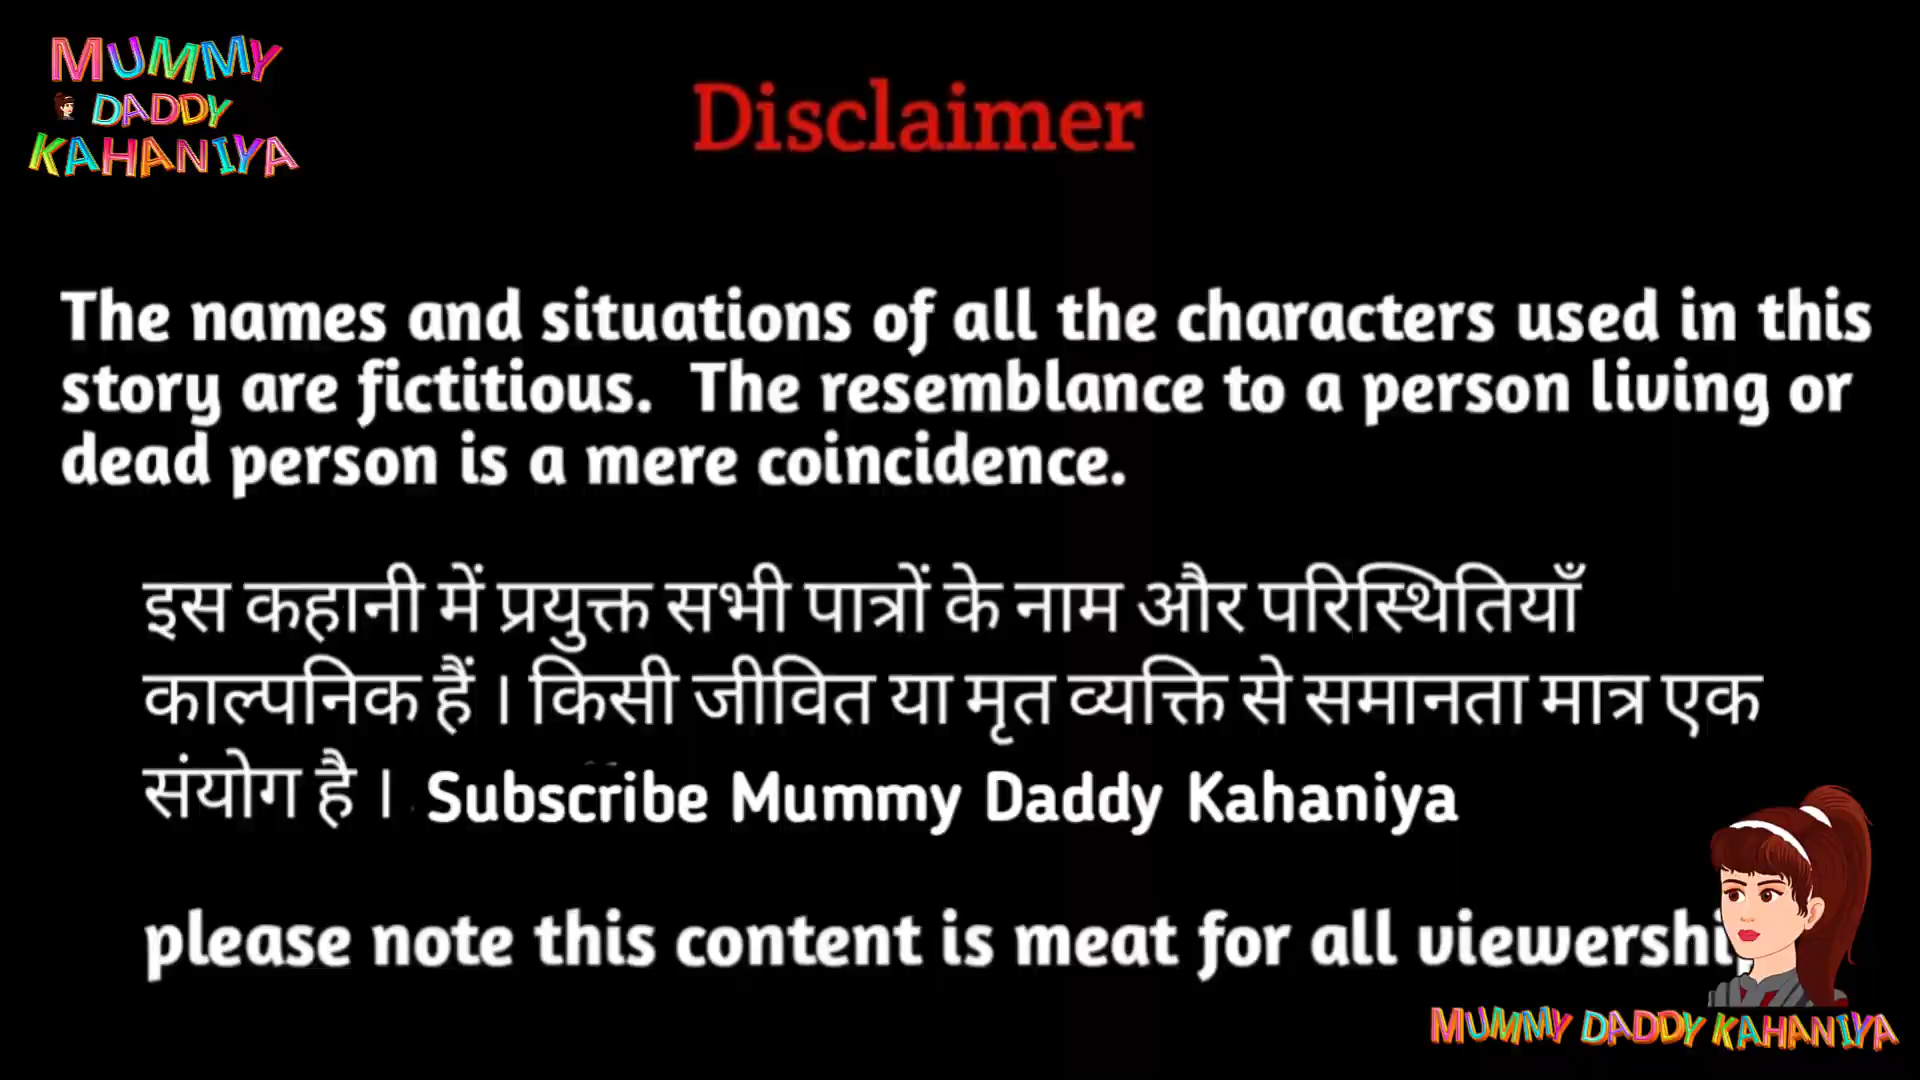 MUMMY
DADDY
KAHANIYA
Disclaimer
The names and situations of all the characters used in this
story are fictitious.  The resemblance to a person living or
dead person is a mere coincidence.
इस कहानी में प्रयुक्त सभी पात्रों के नाम और परिस्थितियाँ
काल्पनिक हैं । किसी जीवित या मृत व्यक्ति से समानता मात्र एक
संयोग है । Subscribe Mummy Daddy Kahaniya
please note this content is meat for all
MUMMY DADDY KAHANIYA